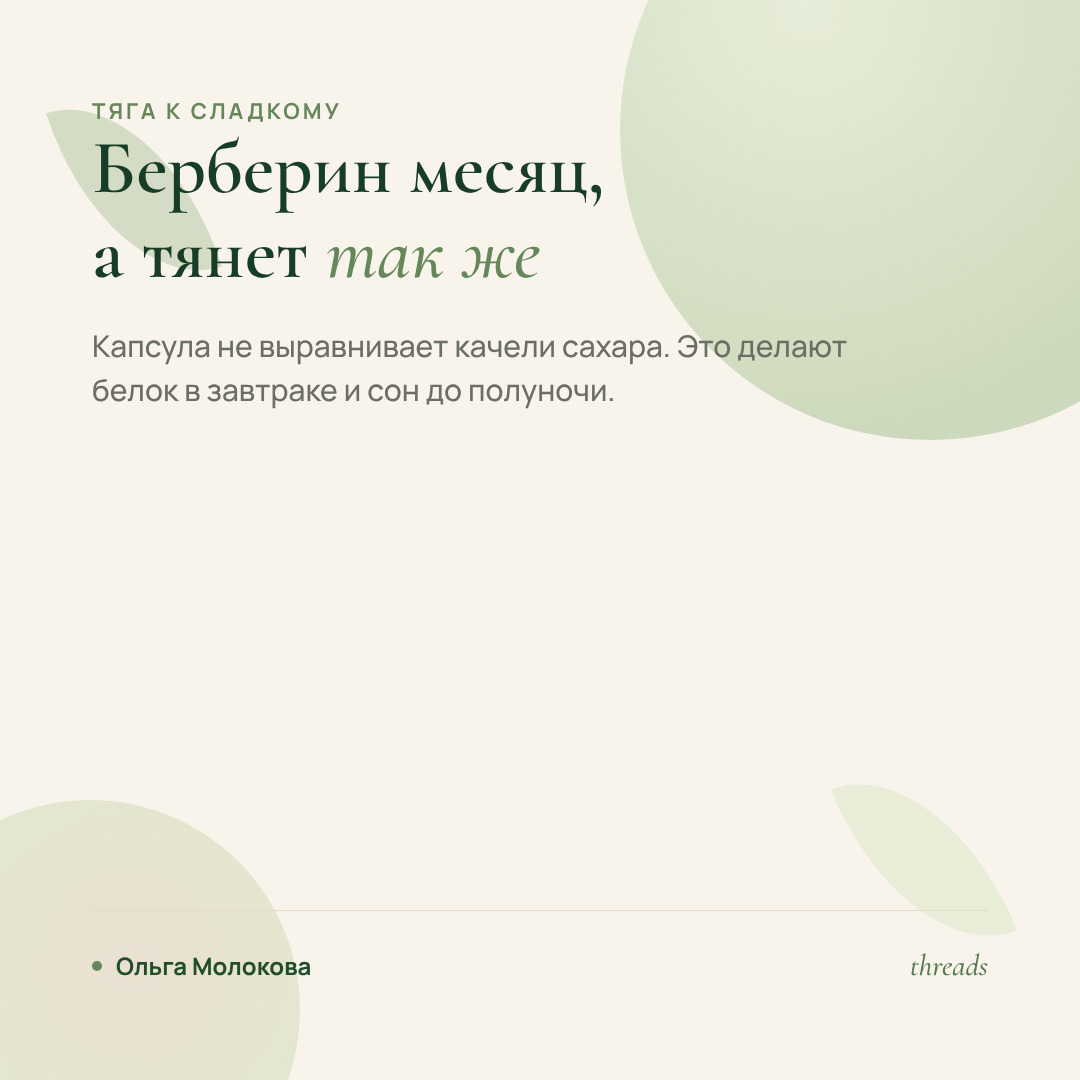 ТЯГА К СЛАДКОМУ
Берберин месяц,
а тянет так же
Капсула не выравнивает качели сахара. Это делают
белок в завтраке и сон до полуночи.
Ольга Молокова
threads